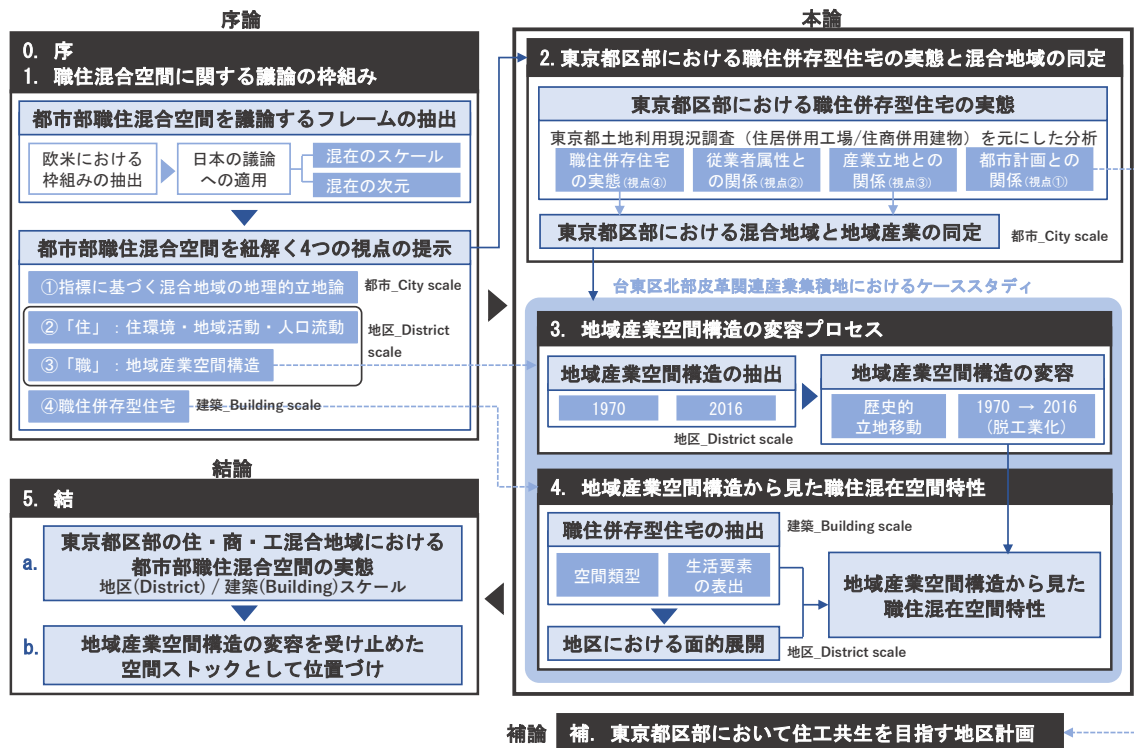 序論
0. 序
1. 職住混合空間に関する議論の枠組み
都市部職住混合空間を議論するフレームの抽出
欧米における
枠組みの抽出
日本の議論
への適用
混在のスケール
混在の次元
都市部職住混合空間を紐解く4つの視点の提示
①指標に基づく混合地域の地理的立地論
都市_City scale
②「住」：住環境・地域活動・人口流動
③「職」：地域産業空間構造
地区_District
scale
④職住併存型住宅
建築_Building scale
本論
2.東京都区部における職住併存型住宅の実態と混合地域の同定
東京都区部における職住併存型住宅の実態
東京都土地利用現況調査（住居併用工場/住商併用建物）を元にした分析
職住併存住宅
の実態(視点④)
従業者属性と
の関係(視点②)
産業立地との
関係(視点③)
都市計画との
関係(視点①)
東京都区部における混合地域と地域産業の同定
都市_City scale
台東区北部皮革関連産業集積地におけるケーススタディ
3. 地域産業空間構造の変容プロセス
地域産業空間構造の抽出
1970
2016
地区_District scale
地域産業空間構造の変容
歴史的
立地移動
1970 → 2016
(脱工業化)
4. 地域産業空間構造から見た職住混在空間特性
職住併存型住宅の抽出
建築_Building scale
空間類型
生活要素
の表出
地区における面的展開
地区_District scale
地域産業空間構造から見た
職住混在空間特性
結論
5. 結
a.
東京都区部の住・商・工混合地域における
都市部職住混合空間の実態
地区(District) / 建築(Building)スケール
b.
地域産業空間構造の変容を受け止めた
空間ストックとして位置づけ
補論
補. 東京都区部において住工共生を目指す地区計画